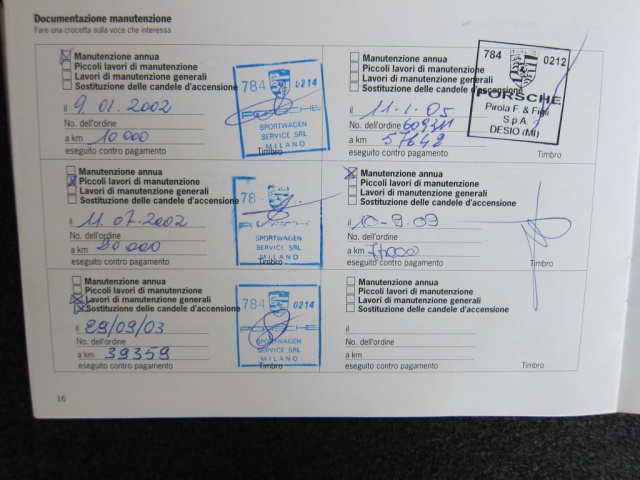 Documentazione manutenzione
Fare una crocetta sulla voce che interessa
Manutenzione annua
Piccoli lavori di manutenzione
Lavori di manutenzione generali
Sostituzione delle candele d'accensione
il 9 01.2002
No. dell'ordine
a km 10 000
eseguito contro pagamento
Timbro
784 0214
PORSCHE
SPORTWAGEN
SERVICE SRL
MILANO
Manutenzione annua
Piccoli lavori di manutenzione
Lavori di manutenzione generali
Sostituzione delle candele d'accensione
il 11.07.2002
No. dell'ordine
a km 20 000
eseguito contro pagamento
Timbro
78
SPORTWAGEN
SERVICE SRL
MILANO
Manutenzione annua
Piccoli lavori di manutenzione
Lavori di manutenzione generali
Sostituzione delle candele d'accensione
il 29/09/03
No. dell'ordine
a km 39359
eseguito contro pagamento
Timbro
784 0214
PORSCHE
SPORTWAGEN
SERVICE SRL
MILANO
Manutenzione annua
Piccoli lavori di manutenzione
Lavori di manutenzione generali
Sostituzione delle candele d'accensione
il 11-1-05
No. dell'ordine
a km 57642
eseguito contro pagamento
Timbro
784 0212
PORSCHE
Pirola F. & Figli
S.p.A.
DESIO (MI)
Manutenzione annua
Piccoli lavori di manutenzione
Lavori di manutenzione generali
Sostituzione delle candele d'accensione
il 10-9.09
No. dell'ordine
a km
eseguito contro pagamento
Timbro
Manutenzione annua
Piccoli lavori di manutenzione
Lavori di manutenzione generali
Sostituzione delle candele d'accensione
il
No. dell'ordine
a km
eseguito contro pagamento
Timbro
16